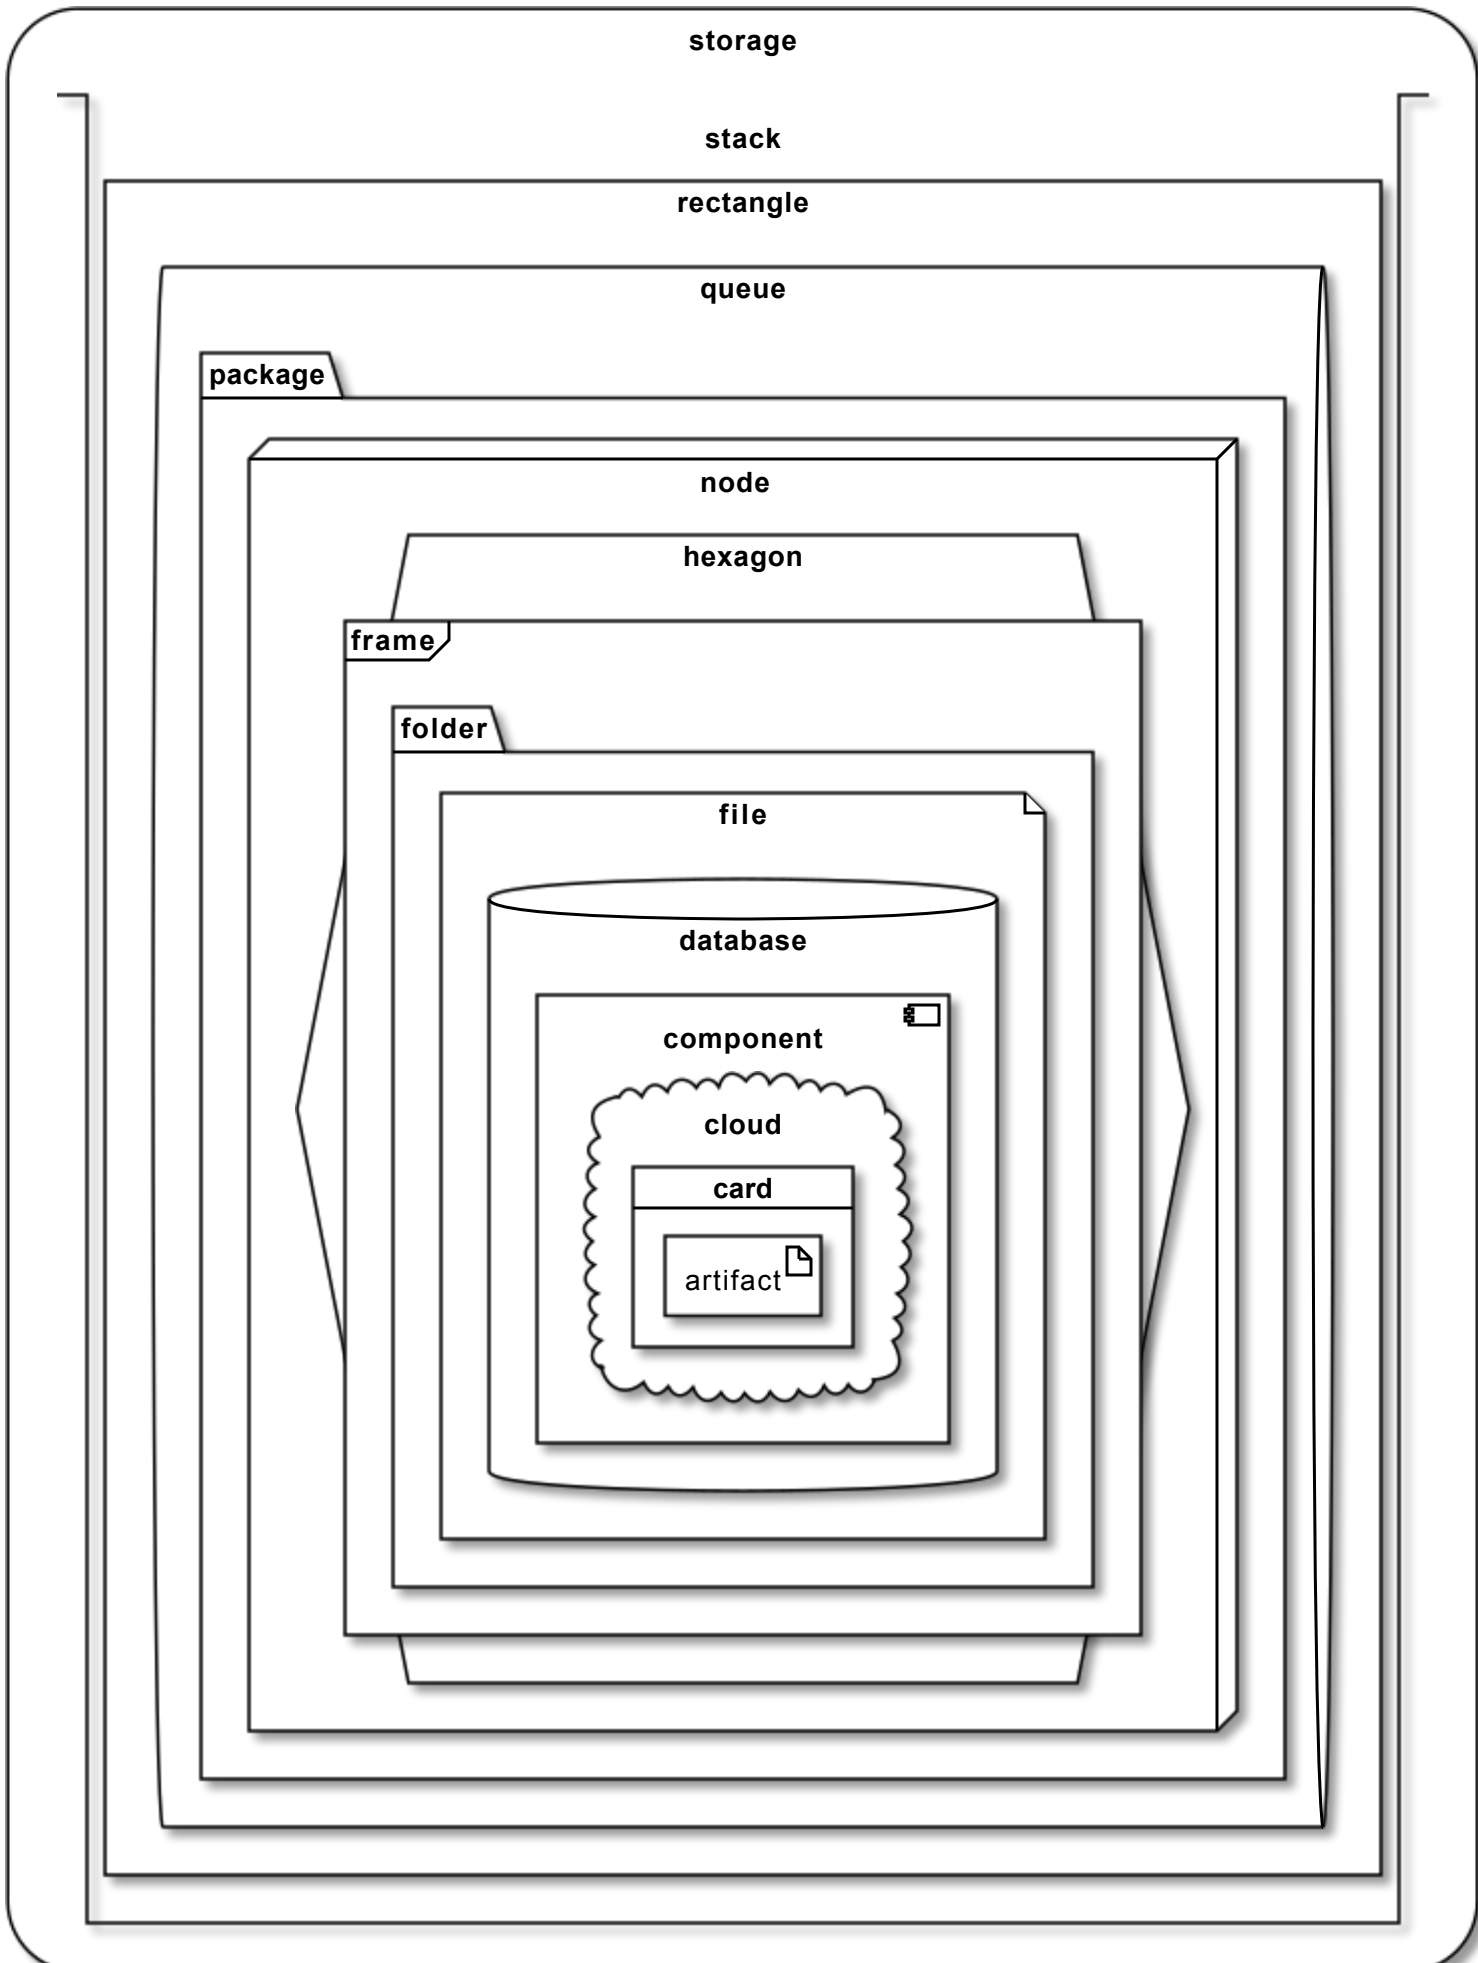 storage
stack
rectangle
queue
package
node
hexagon
frame
folder
file
database
component
cloud
card
artifact